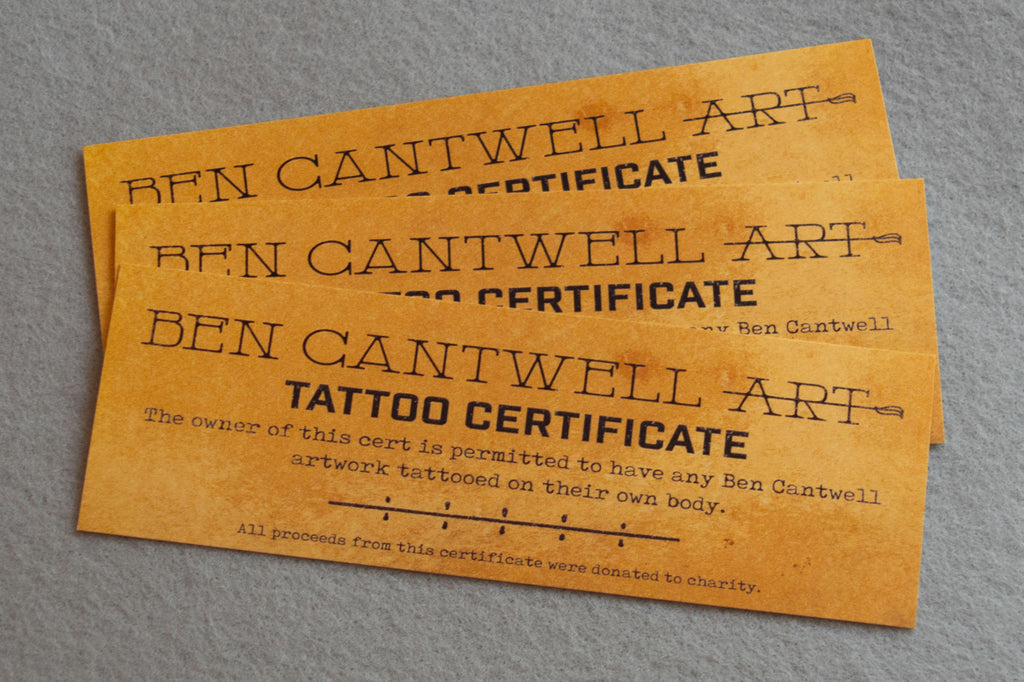 BEN CANTWELL ART
CERTIFICATE
BEN CANTWELL ART
CERTIFICATE
any Ben Cantwell
BEN CANTWELL ART
TATTOO CERTIFICATE
The owner of this cert is permitted to have any Ben Cantwell
artwork tattooed on their own body.
All proceeds from this certificate were donated to charity.